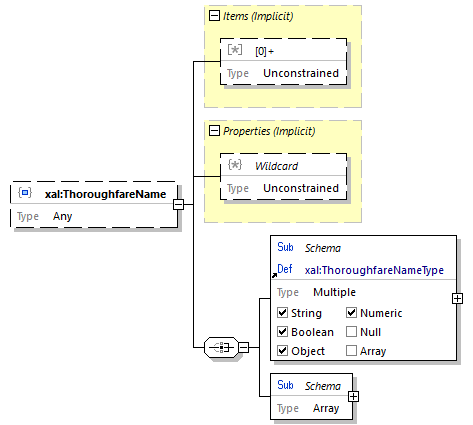 Items (Implicit)
[*] [0]+
Type Unconstrained
Properties (Implicit)
{*} Wildcard
Type Unconstrained
xal:ThoroughfareName
Type Any
Sub Schema
Def xal:ThoroughfareNameType
Type Multiple
String Numeric
Boolean Null
Object Array
Sub Schema
Type Array